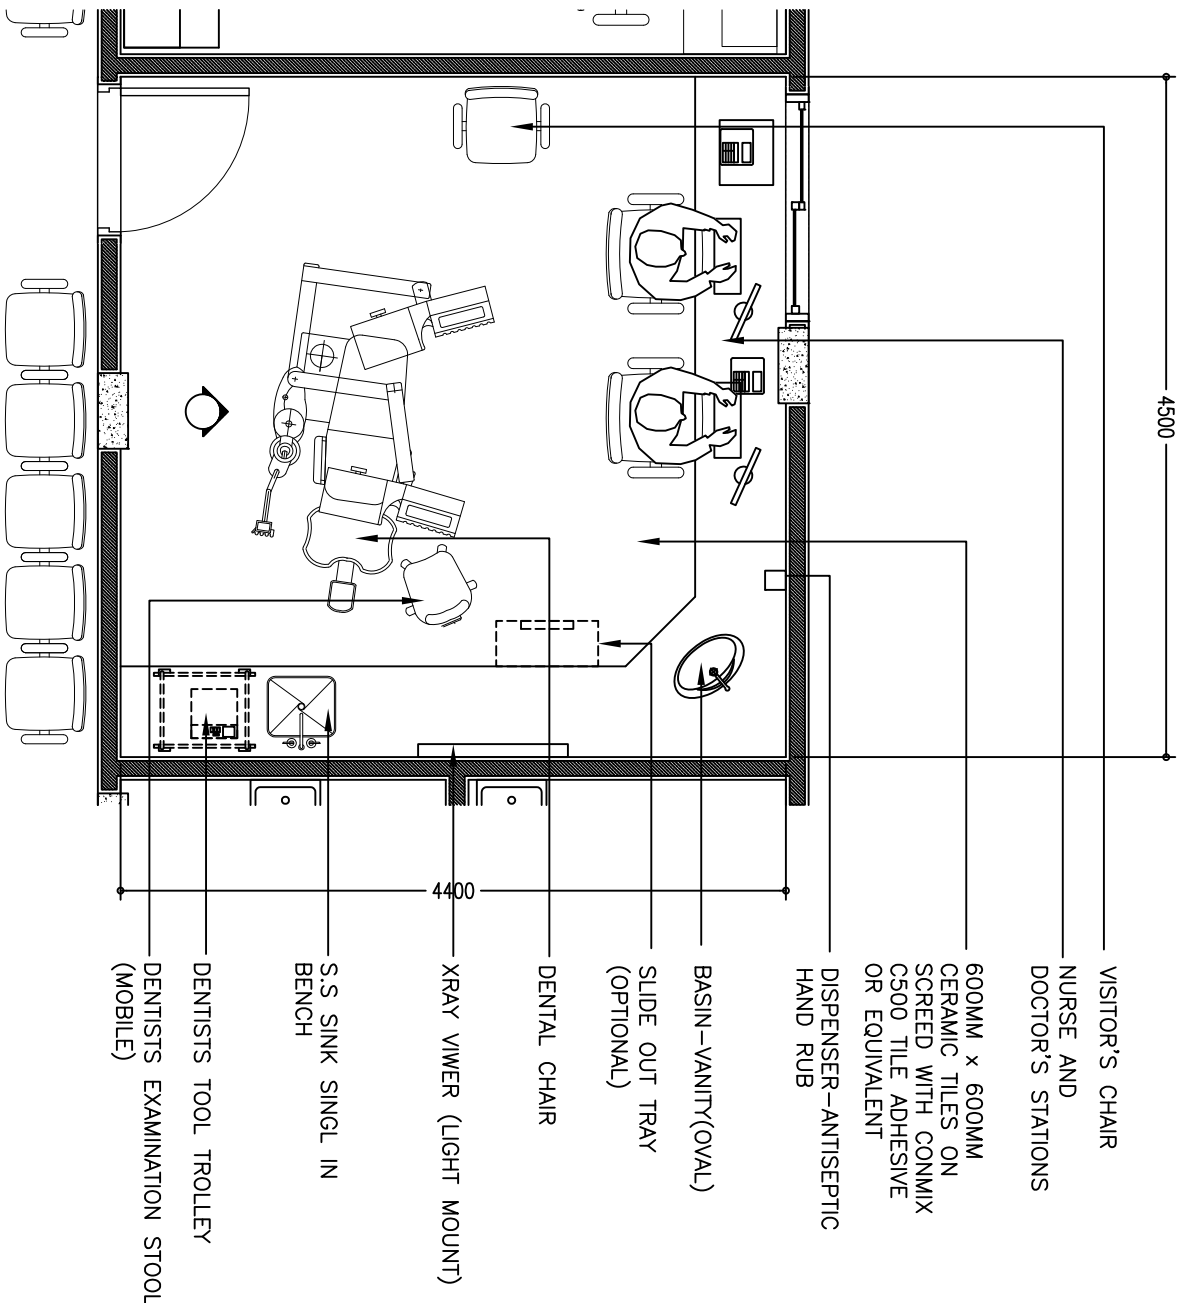 4500
4400
VISITOR'S CHAIR
NURSE AND
DOCTOR'S STATIONS
600MM x 600MM
CERAMIC TILES ON
SCREED WITH CONMIX
C500 TILE ADHESIVE
OR EQUIVALENT
DISPENSER-ANTISEPTIC
HAND RUB
BASIN-VANITY(OVAL)
SLIDE OUT TRAY
(OPTIONAL)
DENTAL CHAIR
XRAY VIWER (LIGHT MOUNT)
S.S SINK SINGL IN
BENCH
DENTISTS TOOL TROLLEY
DENTISTS EXAMINATION STOOL
(MOBILE)